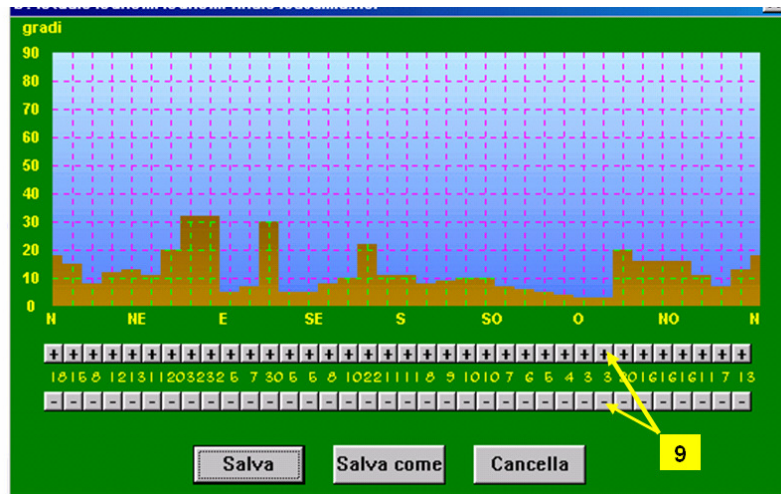 gradi
90
80
70
60
50
40
30
20
10
0
N NE E SE S SO O NO N
+ + + + + + + + + + + + + + + + + + + + + + + + + + + + + + + + + + + +
18 15 8 12 13 11 20 32 32 5 7 30 5 5 8 10 22 11 11 8 9 10 10 7 6 5 4 3 3 20 16 16 16 11 7 13
- - - - - - - - - - - - - - - - - - - - - - - - - - - - - - - - - - - -
9
Salva Salva come Cancella